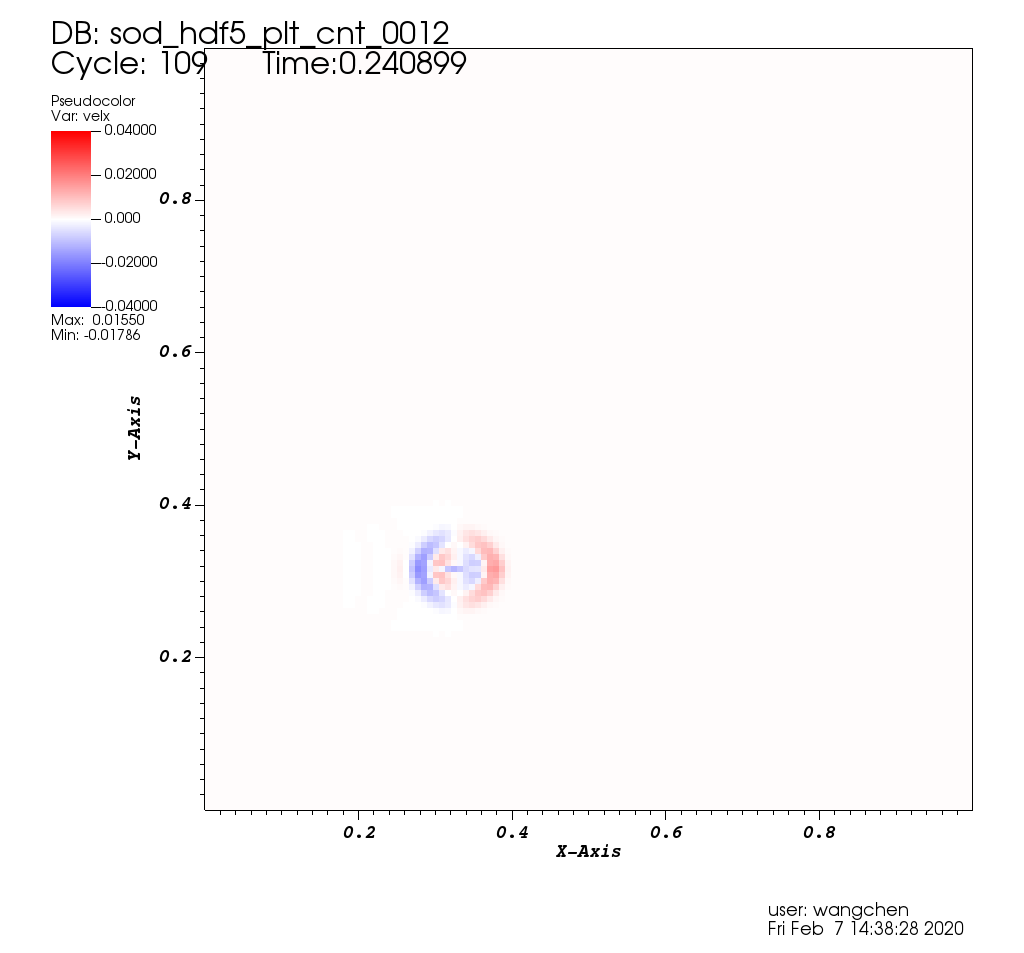 DB: sod_hdf5_plt_cnt_0012
Cycle: 109 Time:0.240899
Pseudocolor
Var: velx
0.04000
0.02000
0.000
-0.02000
-0.04000
Max: 0.01550
Min: -0.01786
0.8
0.6
0.4
0.2
Y-Axis
0.2 0.4 0.6 0.8
X-Axis
user: wangchen
Fri Feb 7 14:38:28 2020